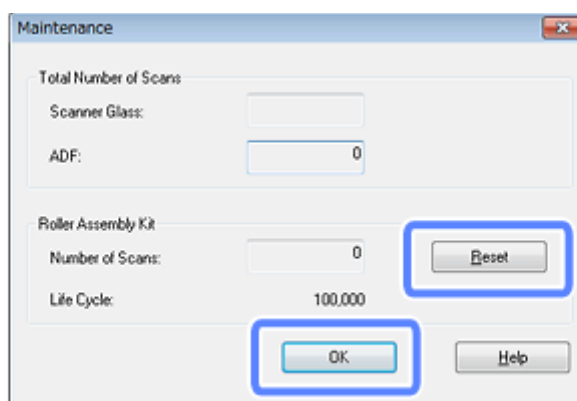 Maintenance
Total Number of Scans
Scanner Glass:
ADF: 0
Roller Assembly Kit
Number of Scans: 0 Reset
Life Cycle: 100,000
OK Help